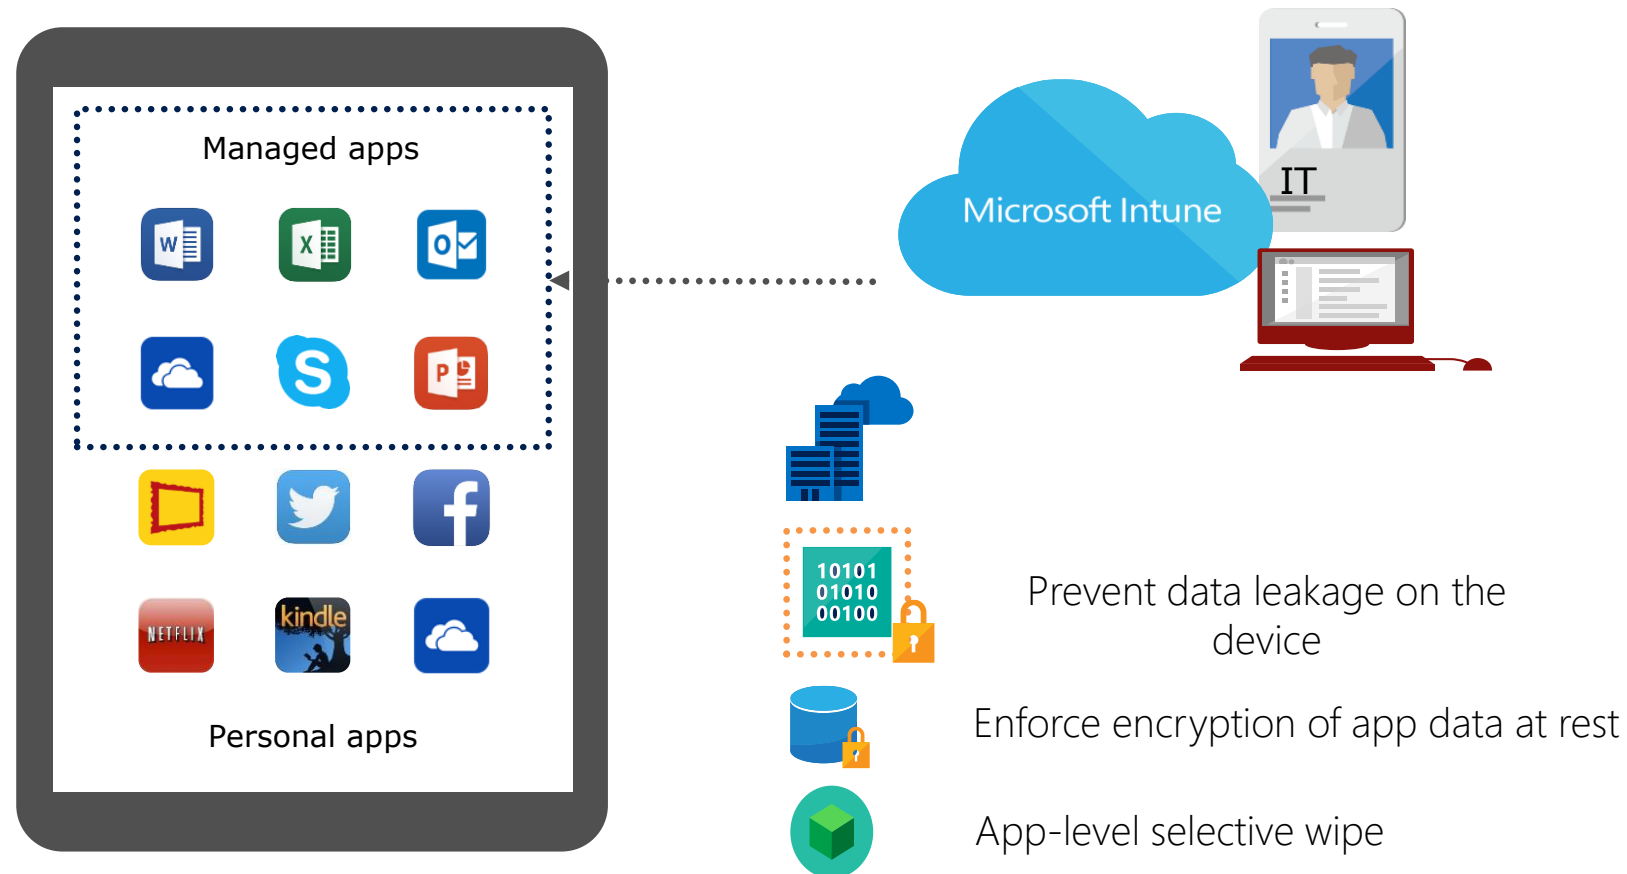 Managed apps
W
X
O
S
P
NETFLIX
kindle
Personal apps
Microsoft Intune
IT
10101
01010
00100
Prevent data leakage on the
device
Enforce encryption of app data at rest
App-level selective wipe